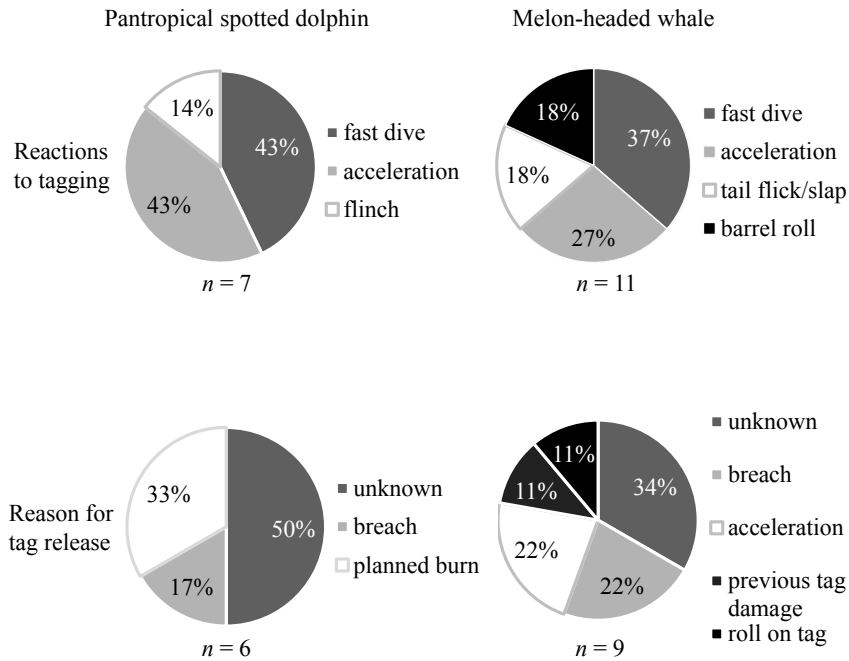 Pantropical spotted dolphin
Melon-headed whale
Reactions
to tagging
14%
43%
43%
fast dive
acceleration
flinch
n = 7
18%
37%
18%
27%
fast dive
acceleration
tail flick/slap
barrel roll
n = 11
Reason for
tag release
33%
50%
17%
unknown
breach
planned burn
n = 6
11%
11%
34%
22%
22%
unknown
breach
acceleration
previous tag
damage
roll on tag
n = 9